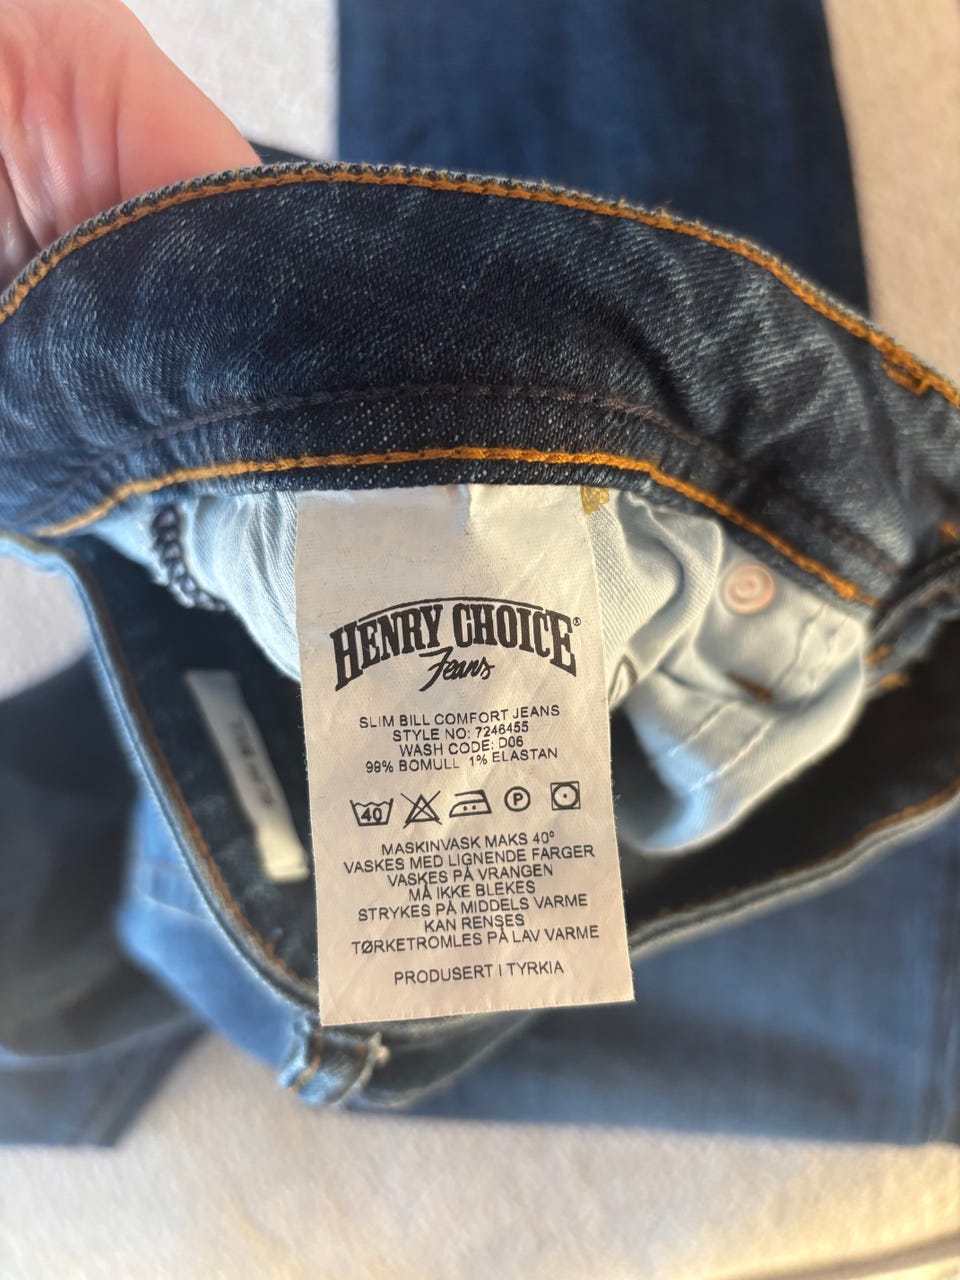 HENRY CHOICE®
Jeans
SLIM BILL COMFORT JEANS
STYLE NO: 7246455
WASH CODE: D06
99% BOMULL 1% ELASTAN
40 P
MASKINVASK MAKS 40°
VASKES MED LIGNENDE FARGER
VASKES PÅ VRANGEN
MÅ IKKE BLEKES
STRYKES PÅ MIDDELS VARME
KAN RENSES
TØRKETROMLES PÅ LAV VARME
PRODUSERT I TYRKIA